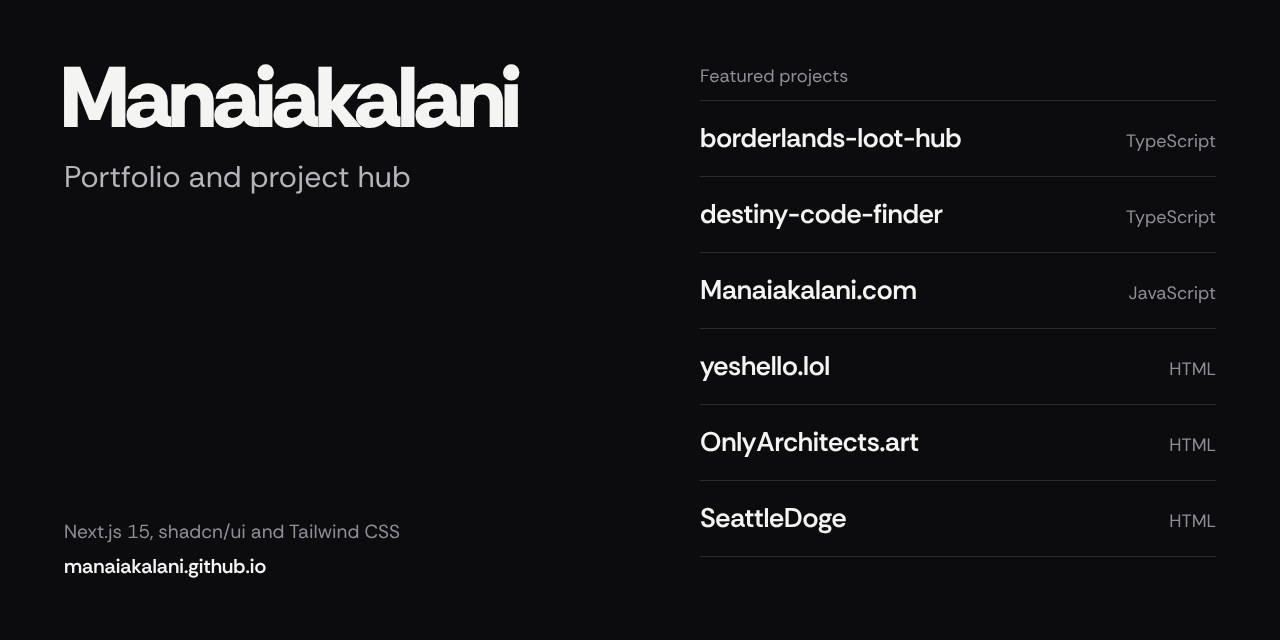 Manaiakalani
Portfolio and project hub
Next.js 15, shadcn/ui and Tailwind CSS
manaiakalani.github.io
Featured projects
borderlands-loot-hub TypeScript
destiny-code-finder TypeScript
Manaiakalani.com JavaScript
yeshello.lol HTML
OnlyArchitects.art HTML
SeattleDoge HTML